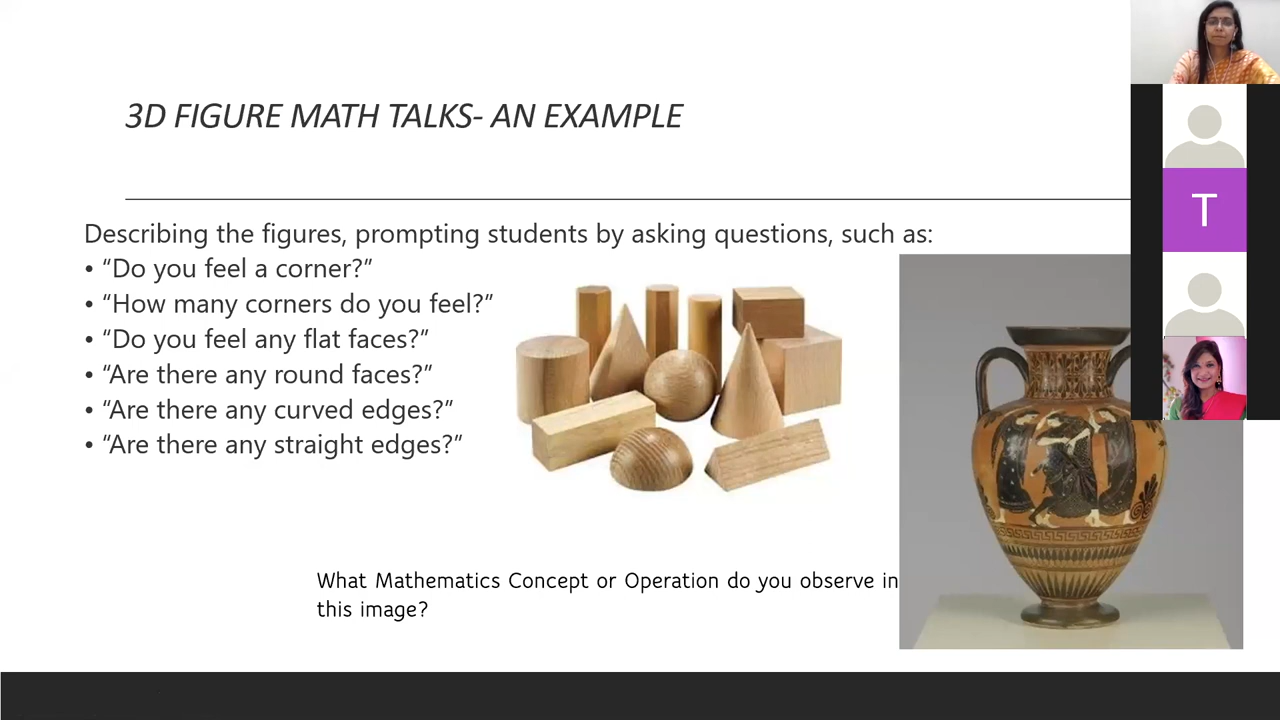 3D FIGURE MATH TALKS- AN EXAMPLE
Describing the figures, prompting students by asking questions, such as:
• “Do you feel a corner?”
• “How many corners do you feel?”
• “Do you feel any flat faces?”
• “Are there any round faces?”
• “Are there any curved edges?”
• “Are there any straight edges?”
What Mathematics Concept or Operation do you observe in
this image?
T